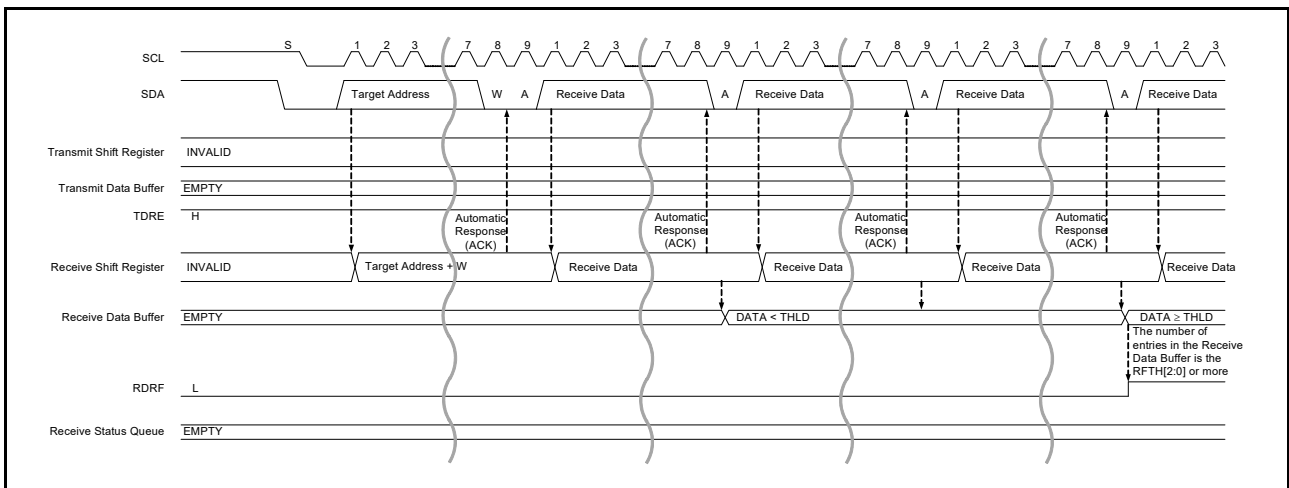 S 1 2 3 7 8 9 1 2 3 7 8 9 1 2 3 7 8 9 1 2 3 7 8 9 1 2 3
SCL
SDA Target Address W A Receive Data A Receive Data A Receive Data A Receive Data
Transmit Shift Register INVALID
Transmit Data Buffer EMPTY
TDRE H
Automatic Response (ACK)
Automatic Response (ACK)
Automatic Response (ACK)
Automatic Response (ACK)
Receive Shift Register INVALID Target Address + W Receive Data Receive Data Receive Data Receive Data
Receive Data Buffer EMPTY DATA < THLD DATA ≥ THLD
The number of
entries in the Receive
Data Buffer is the
RFTH[2:0] or more
RDRF L
Receive Status Queue EMPTY